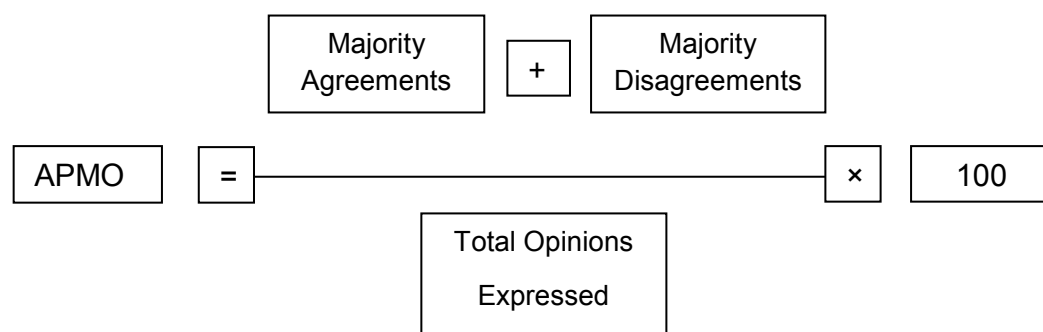 Majority
Agreements
+
Majority
Disagreements
APMO
=
×
100
Total Opinions
Expressed